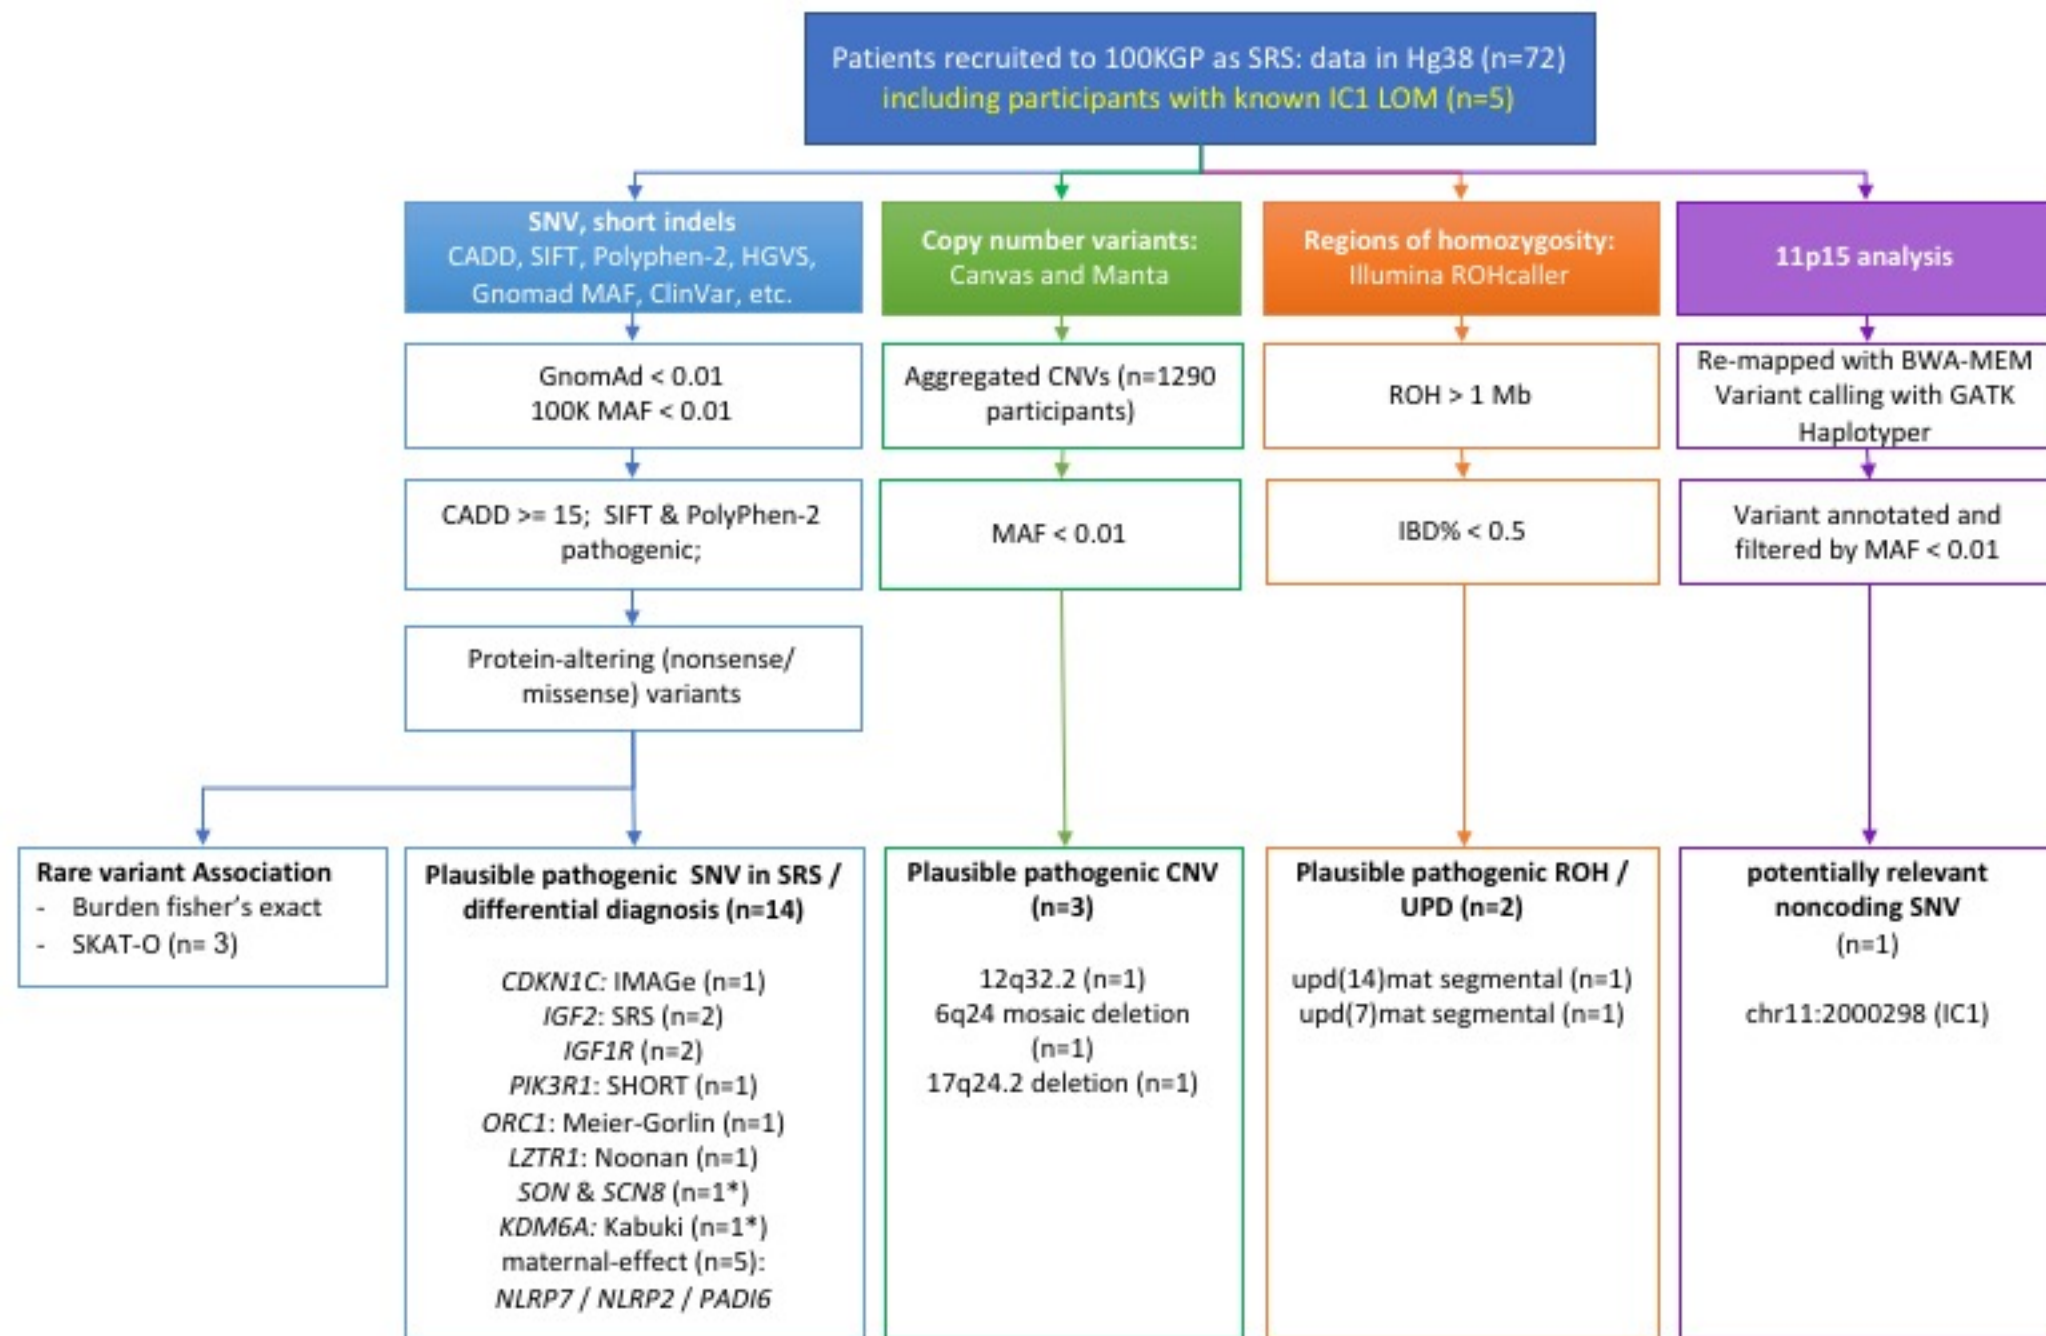 Patients recruited to 100KGP as SRS: data in Hg38 (n=72)
including participants with known IC1 LOM (n=5)
SNV, short indels
CADD, SIFT, Polyphen-2, HGVS,
Gnomad MAF, ClinVar, etc.
Copy number variants:
Canvas and Manta
Regions of homozygosity:
Illumina ROHcaller
11p15 analysis
GnomAd < 0.01
100K MAF < 0.01
Aggregated CNVs (n=1290
participants)
ROH > 1 Mb
Re-mapped with BWA-MEM
Variant calling with GATK
Haplotyper
CADD >= 15; SIFT & PolyPhen-2
pathogenic;
MAF < 0.01
IBD% < 0.5
Variant annotated and
filtered by MAF < 0.01
Protein-altering (nonsense/
missense) variants
Rare variant Association
- Burden fisher's exact
- SKAT-O (n= 3)
Plausible pathogenic SNV in SRS /
differential diagnosis (n=14)
CDKN1C: IMAGe (n=1)
IGF2: SRS (n=2)
IGF1R (n=2)
PIK3R1: SHORT (n=1)
ORC1: Meier-Gorlin (n=1)
LZTR1: Noonan (n=1)
SON & SCN8 (n=1*)
KDM6A: Kabuki (n=1*)
maternal-effect (n=5):
NLRP7 / NLRP2 / PADI6
Plausible pathogenic CNV
(n=3)
12q32.2 (n=1)
6q24 mosaic deletion
(n=1)
17q24.2 deletion (n=1)
Plausible pathogenic ROH /
UPD (n=2)
upd(14)mat segmental (n=1)
upd(7)mat segmental (n=1)
potentially relevant
noncoding SNV
(n=1)
chr11:2000298 (IC1)